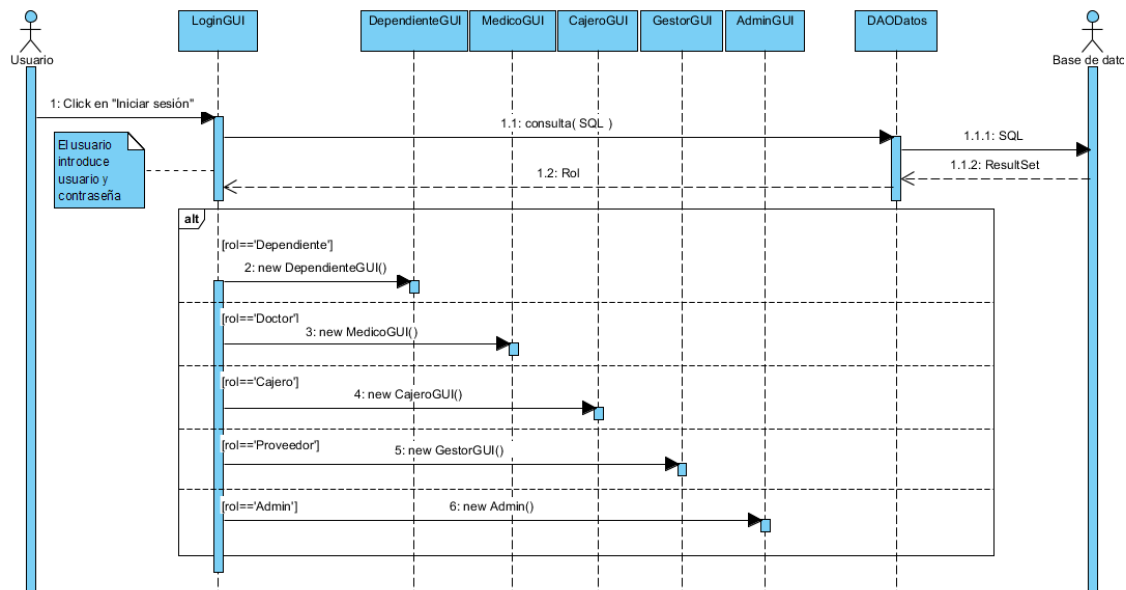 LoginGUI
DependienteGUI
MedicoGUI
CajeroGUI
GestorGUI
AdminGUI
DAODatos
Usuario
Base de dato
1: Click en "Iniciar sesión"
El usuario
introduce
usuario y
contraseña
1.1: consulta( SQL )
1.1.1: SQL
1.1.2: ResultSet
1.2: Rol
alt
[rol=='Dependiente']
2: new DependienteGUI()
[rol=='Doctor']
3: new MedicoGUI()
[rol=='Cajero']
4: new CajeroGUI()
[rol=='Proveedor']
5: new GestorGUI()
[rol=='Admin']
6: new Admin()